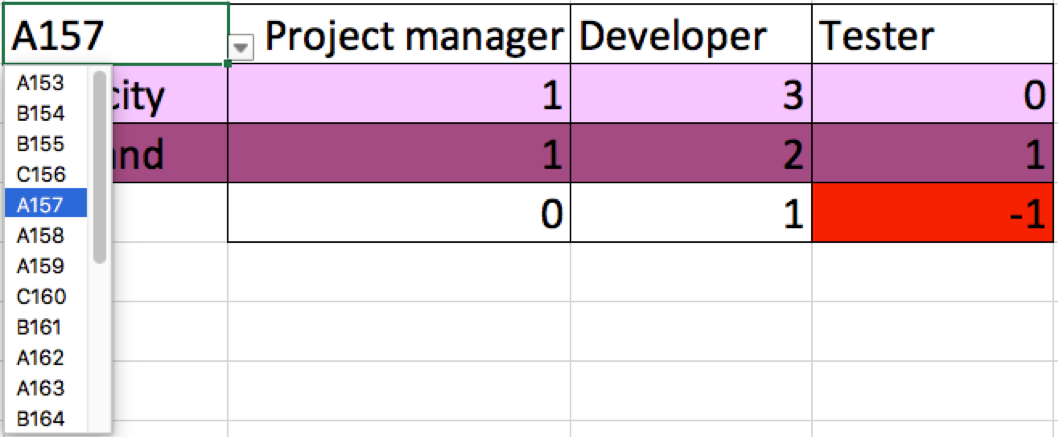 A157 Project manager Developer Tester
city 1 3 0
nd 1 2 1
0 1 -1
A153
B154
B155
C156
A157
A158
A159
C160
B161
A162
A163
B164